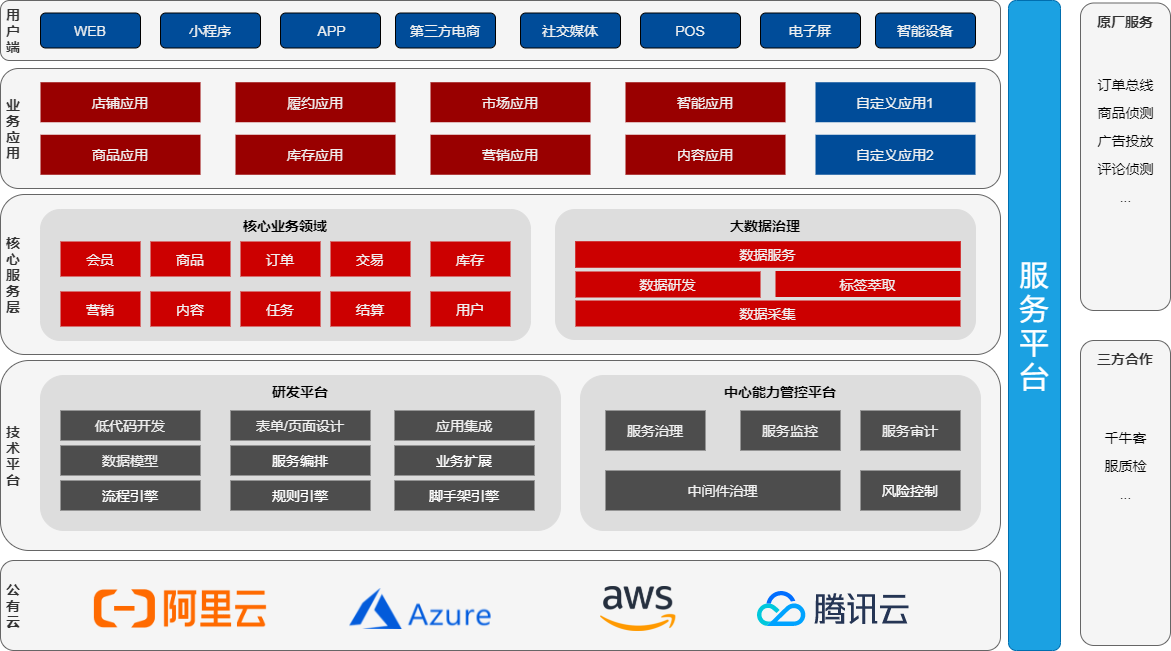 用户端
WEB
小程序
APP
第三方电商
社交媒体
POS
电子屏
智能设备
业务应用
店铺应用
履约应用
市场应用
智能应用
自定义应用1
商品应用
库存应用
营销应用
内容应用
自定义应用2
核心服务层
核心业务领域
会员
商品
订单
交易
库存
营销
内容
任务
结算
用户
大数据治理
数据服务
数据研发
标签萃取
数据采集
技术平台
研发平台
低代码开发
表单/页面设计
应用集成
数据模型
服务编排
业务扩展
流程引擎
规则引擎
脚手架引擎
中心能力管控平台
服务治理
服务监控
服务审计
中间件治理
风险控制
公有云
阿里云
Azure
aws
腾讯云
服务平台
原厂服务
订单总线
商品侦测
广告投放
评论侦测
...
三方合作
千牛客
服质检
...